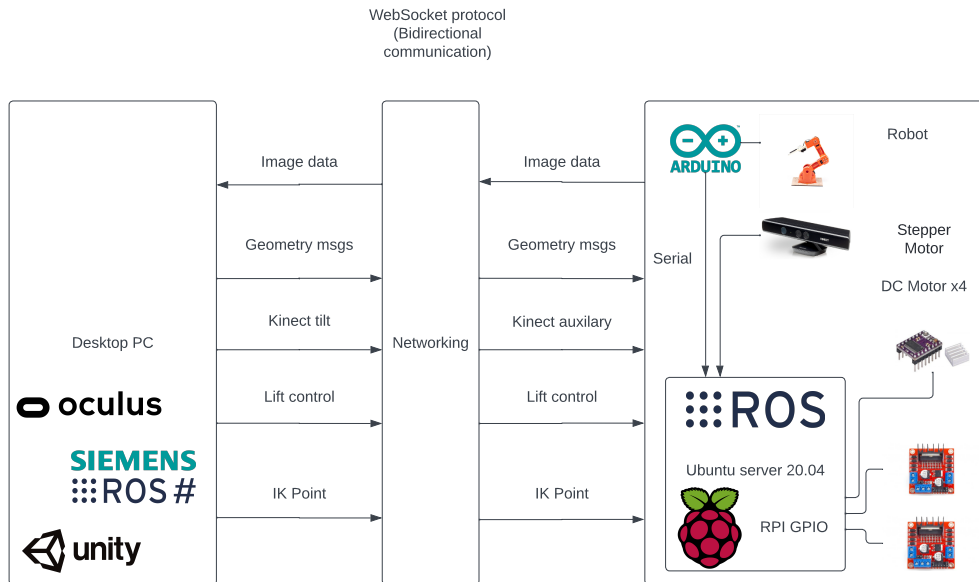 WebSocket protocol
(Bidirectional
communication)
Image data
Image data
Geometry msgs
Geometry msgs
Kinect tilt
Kinect auxilary
Desktop PC
Networking
Lift control
Lift control
IK Point
IK Point
oculus
SIEMENS
ROS #
unity
ARDUINO
Robot
Stepper
Motor
Serial
DC Motor x4
ROS
Ubuntu server 20.04
RPI GPIO